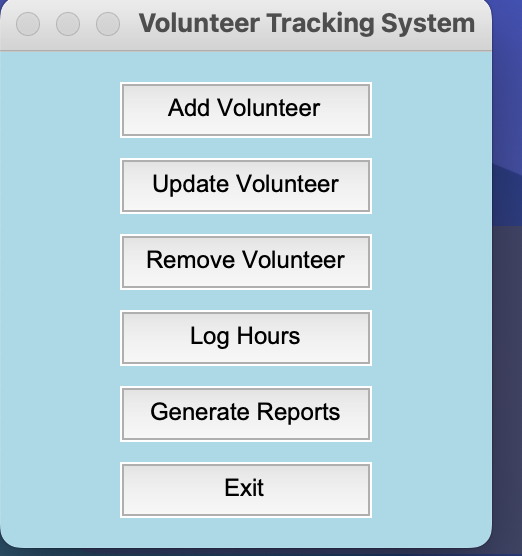 Volunteer Tracking System
Add Volunteer
Update Volunteer
Remove Volunteer
Log Hours
Generate Reports
Exit